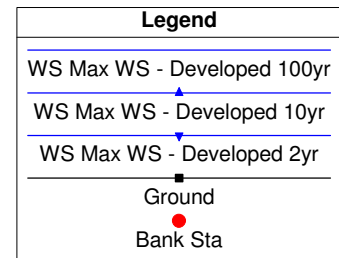 Legend
WS Max WS - Developed 100yr
WS Max WS - Developed 10yr
WS Max WS - Developed 2yr
Ground
Bank Sta